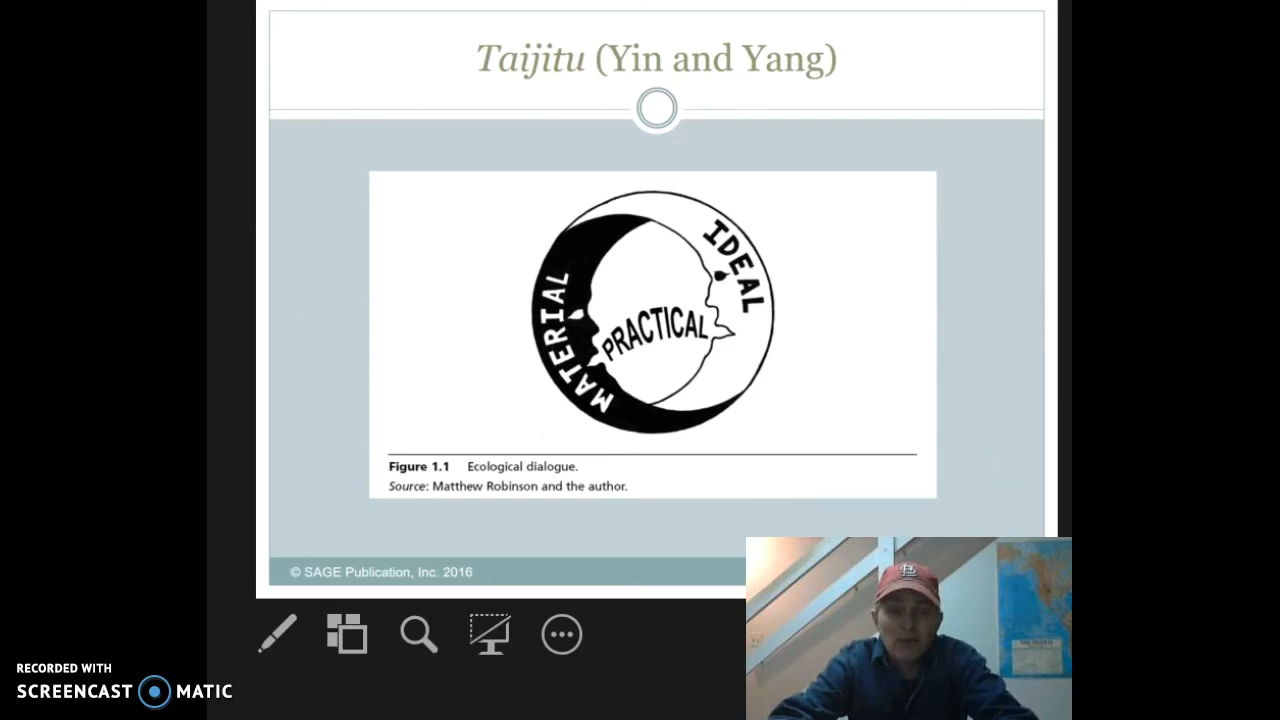 Taijitu (Yin and Yang)
IDEAL
MATERIAL
PRACTICAL
Figure 1.1 Ecological dialogue.
Source: Matthew Robinson and the author.
© SAGE Publication, Inc. 2016
RECORDED WITH
SCREENCAST MATIC